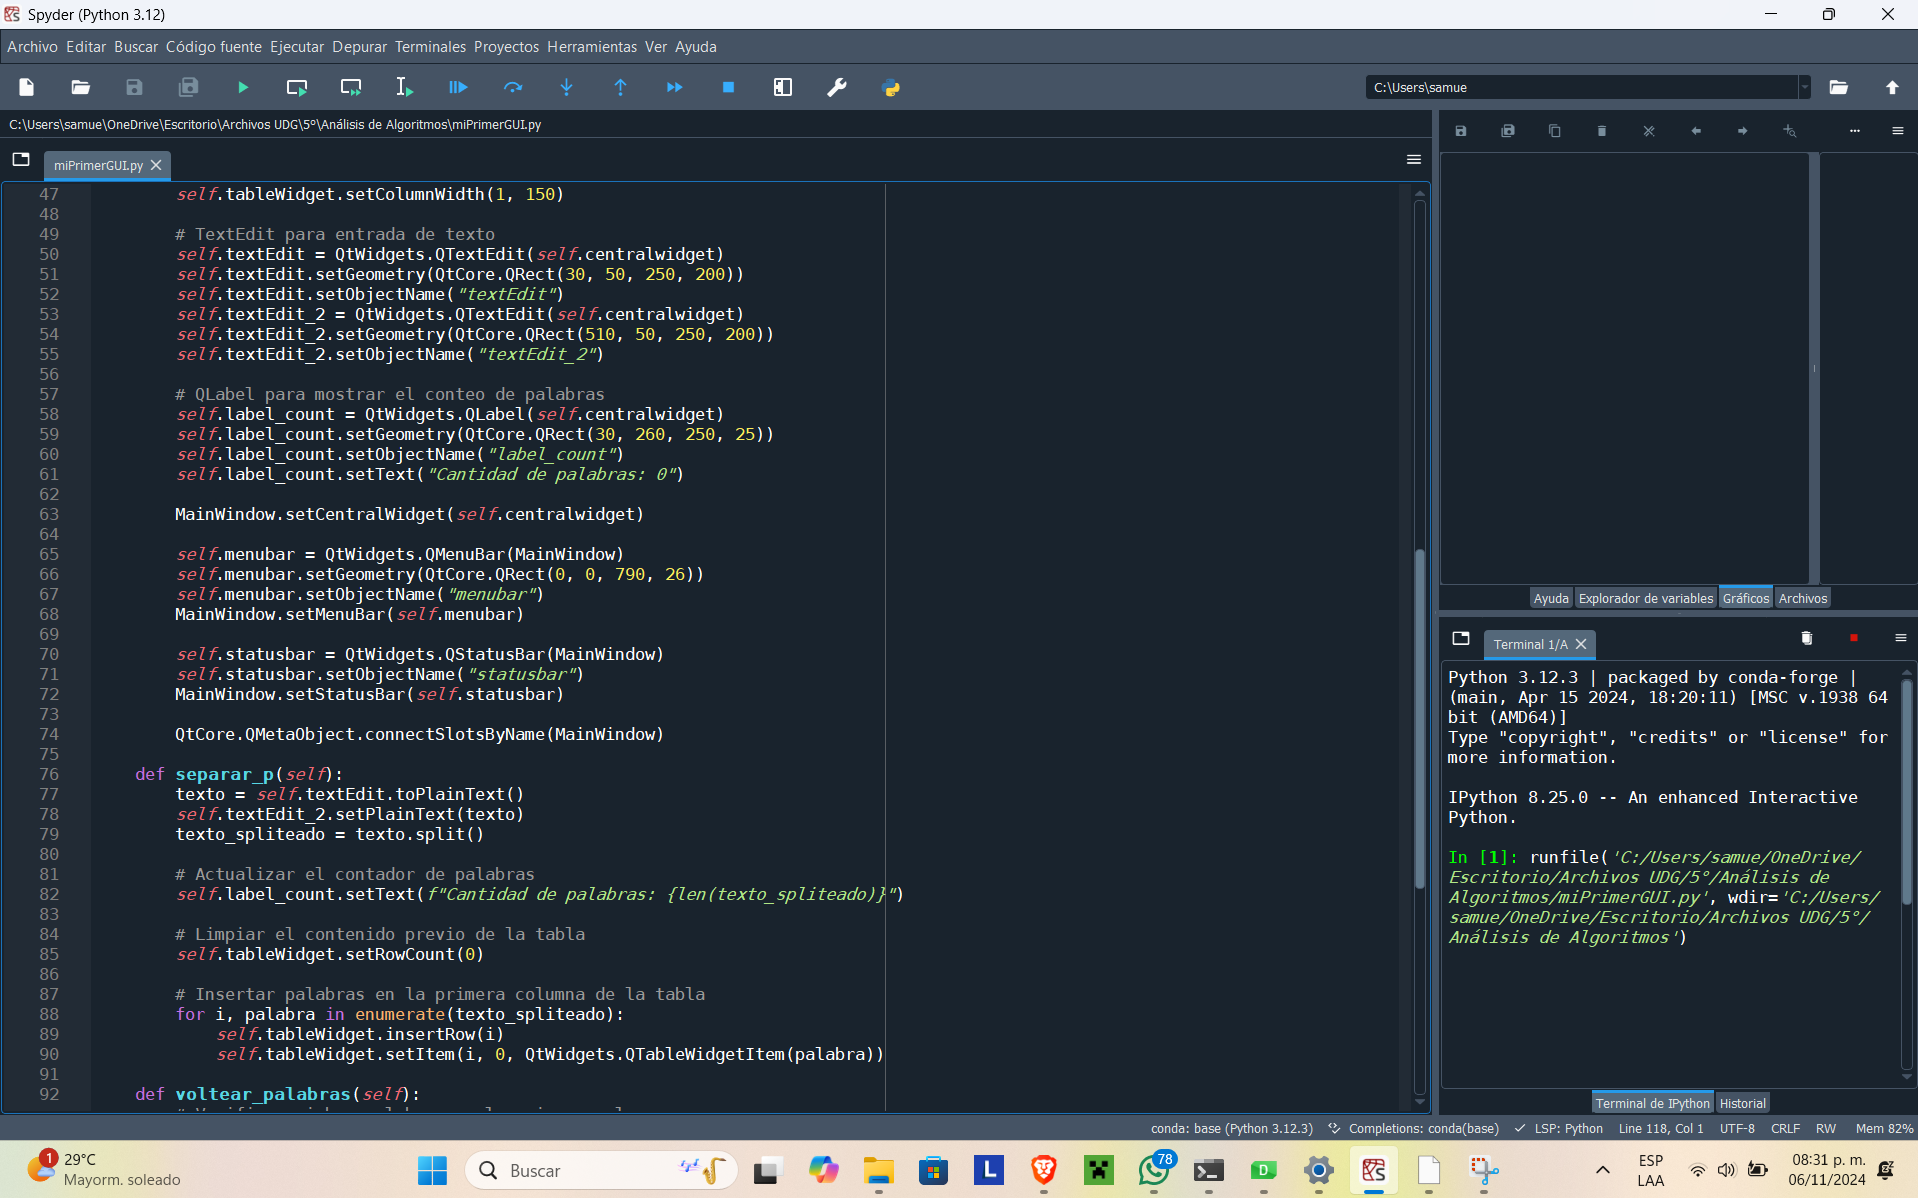 Spyder (Python 3.12)
Archivo Editar Buscar Código fuente Ejecutar Depurar Terminales Proyectos Herramientas Ver Ayuda
C:\Users\samue
C:\Users\samue\OneDrive\Escritorio\Archivos UDG\5°\Análisis de Algoritmos\miPrimerGUI.py
miPrimerGUI.py
47 self.tableWidget.setColumnWidth(1, 150)
48
49 # TextEdit para entrada de texto
50 self.textEdit = QtWidgets.QTextEdit(self.centralwidget)
51 self.textEdit.setGeometry(QtCore.QRect(30, 50, 250, 200))
52 self.textEdit.setObjectName("textEdit")
53 self.textEdit_2 = QtWidgets.QTextEdit(self.centralwidget)
54 self.textEdit_2.setGeometry(QtCore.QRect(510, 50, 250, 200))
55 self.textEdit_2.setObjectName("textEdit_2")
56
57 # QLabel para mostrar el conteo de palabras
58 self.label_count = QtWidgets.QLabel(self.centralwidget)
59 self.label_count.setGeometry(QtCore.QRect(30, 260, 250, 25))
60 self.label_count.setObjectName("label_count")
61 self.label_count.setText("Cantidad de palabras: 0")
62
63 MainWindow.setCentralWidget(self.centralwidget)
64
65 self.menubar = QtWidgets.QMenuBar(MainWindow)
66 self.menubar.setGeometry(QtCore.QRect(0, 0, 790, 26))
67 self.menubar.setObjectName("menubar")
68 MainWindow.setMenuBar(self.menubar)
69
70 self.statusbar = QtWidgets.QStatusBar(MainWindow)
71 self.statusbar.setObjectName("statusbar")
72 MainWindow.setStatusBar(self.statusbar)
73
74 QtCore.QMetaObject.connectSlotsByName(MainWindow)
75
76 def separar_p(self):
77 texto = self.textEdit.toPlainText()
78 self.textEdit_2.setPlainText(texto)
79 texto_spliteado = texto.split()
80
81 # Actualizar el contador de palabras
82 self.label_count.setText(f"Cantidad de palabras: {len(texto_spliteado)}")
83
84 # Limpiar el contenido previo de la tabla
85 self.tableWidget.setRowCount(0)
86
87 # Insertar palabras en la primera columna de la tabla
88 for i, palabra in enumerate(texto_spliteado):
89 self.tableWidget.insertRow(i)
90 self.tableWidget.setItem(i, 0, QtWidgets.QTableWidgetItem(palabra))
91
92 def voltear_palabras(self):
Ayuda Explorador de variables Gráficos Archivos
Terminal 1/A
Python 3.12.3 | packaged by conda-forge |
(main, Apr 15 2024, 18:20:11) [MSC v.1938 64
bit (AMD64)]
Type "copyright", "credits" or "license" for
more information.
IPython 8.25.0 -- An enhanced Interactive
Python.
In [1]: runfile('C:/Users/samue/OneDrive/
Escritorio/Archivos UDG/5°/Análisis de
Algoritmos/miPrimerGUI.py', wdir='C:/Users/
samue/OneDrive/Escritorio/Archivos UDG/5°/
Análisis de Algoritmos')
Terminal de IPython Historial
conda: base (Python 3.12.3) Completions: conda(base) LSP: Python Line 118, Col 1 UTF-8 CRLF RW Mem 82%
1
29°C
Mayorm. soleado
Buscar
L
D
78
ESP
LAA
08:31 p. m.
06/11/2024